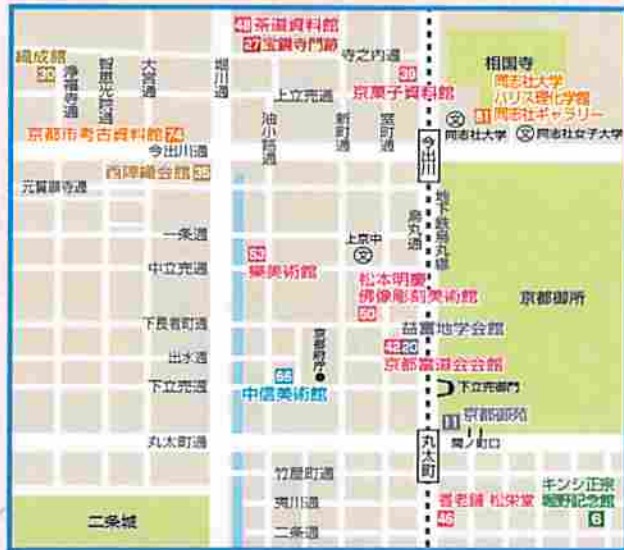 48 茶道資料館
27 宝鏡寺門跡
寺之内通
織成館
30
浄福寺通
智恵光院通
大宮通
堀川通
39
京菓子資料館
相国寺
同志社大学
ハリス理化学館
81 同志社ギャラリー
上立売通
油小路通
新町通
室町通
文 同志社大学
文 同志社女子大学
京都市考古資料館 74
今出川通
今出川
西陣織会館 35
元誓願寺通
烏丸通
地下鉄烏丸線
一条通
53
樂美術館
上京中
文
中立売通
松本明慶
佛像彫刻美術館
60
京都御所
下長者町通
京都府庁
益富地学会館
42 20
京都書道会会館
出水通
65
中信美術館
下立売通
下立売御門
11 京都御苑
間ノ町口
丸太町通
丸太町
竹屋町通
夷川通
二条通
二条城
香老舗 松栄堂
46
キンシ正宗
堀野記念館
6